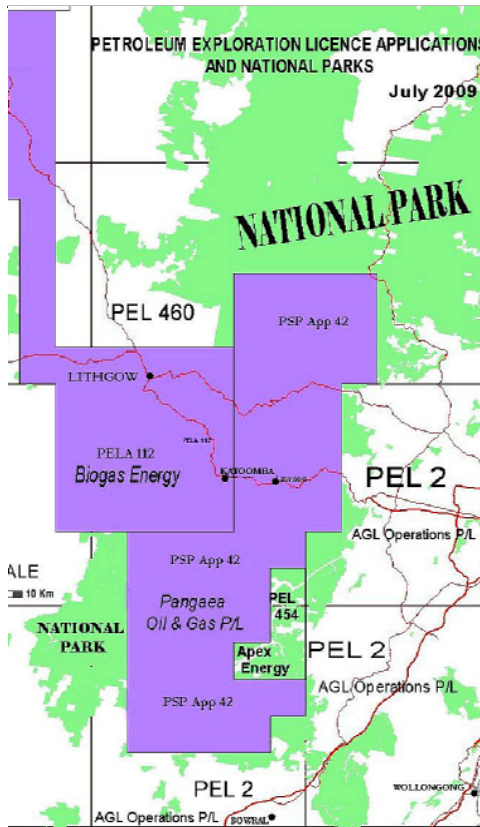 PETROLEUM EXPLORATION LICENCE APPLICATIONS
AND NATIONAL PARKS
July 2009
NATIONAL PARK
PEL 460
PSP App 42
LITHGOW
PELA 112
PELA 112
Biogas Energy
KATOOMBA
PEL 2
AGL Operations P/L
PSP App 42
ALE
10 Km
Pangaea
Oil & Gas P/L
PEL
454
NATIONAL
PARK
Apex
Energy
PEL 2
AGL Operations P/L
PSP App 42
PEL 2
WOLLONGONG
AGL Operations P/L
BOWRAL